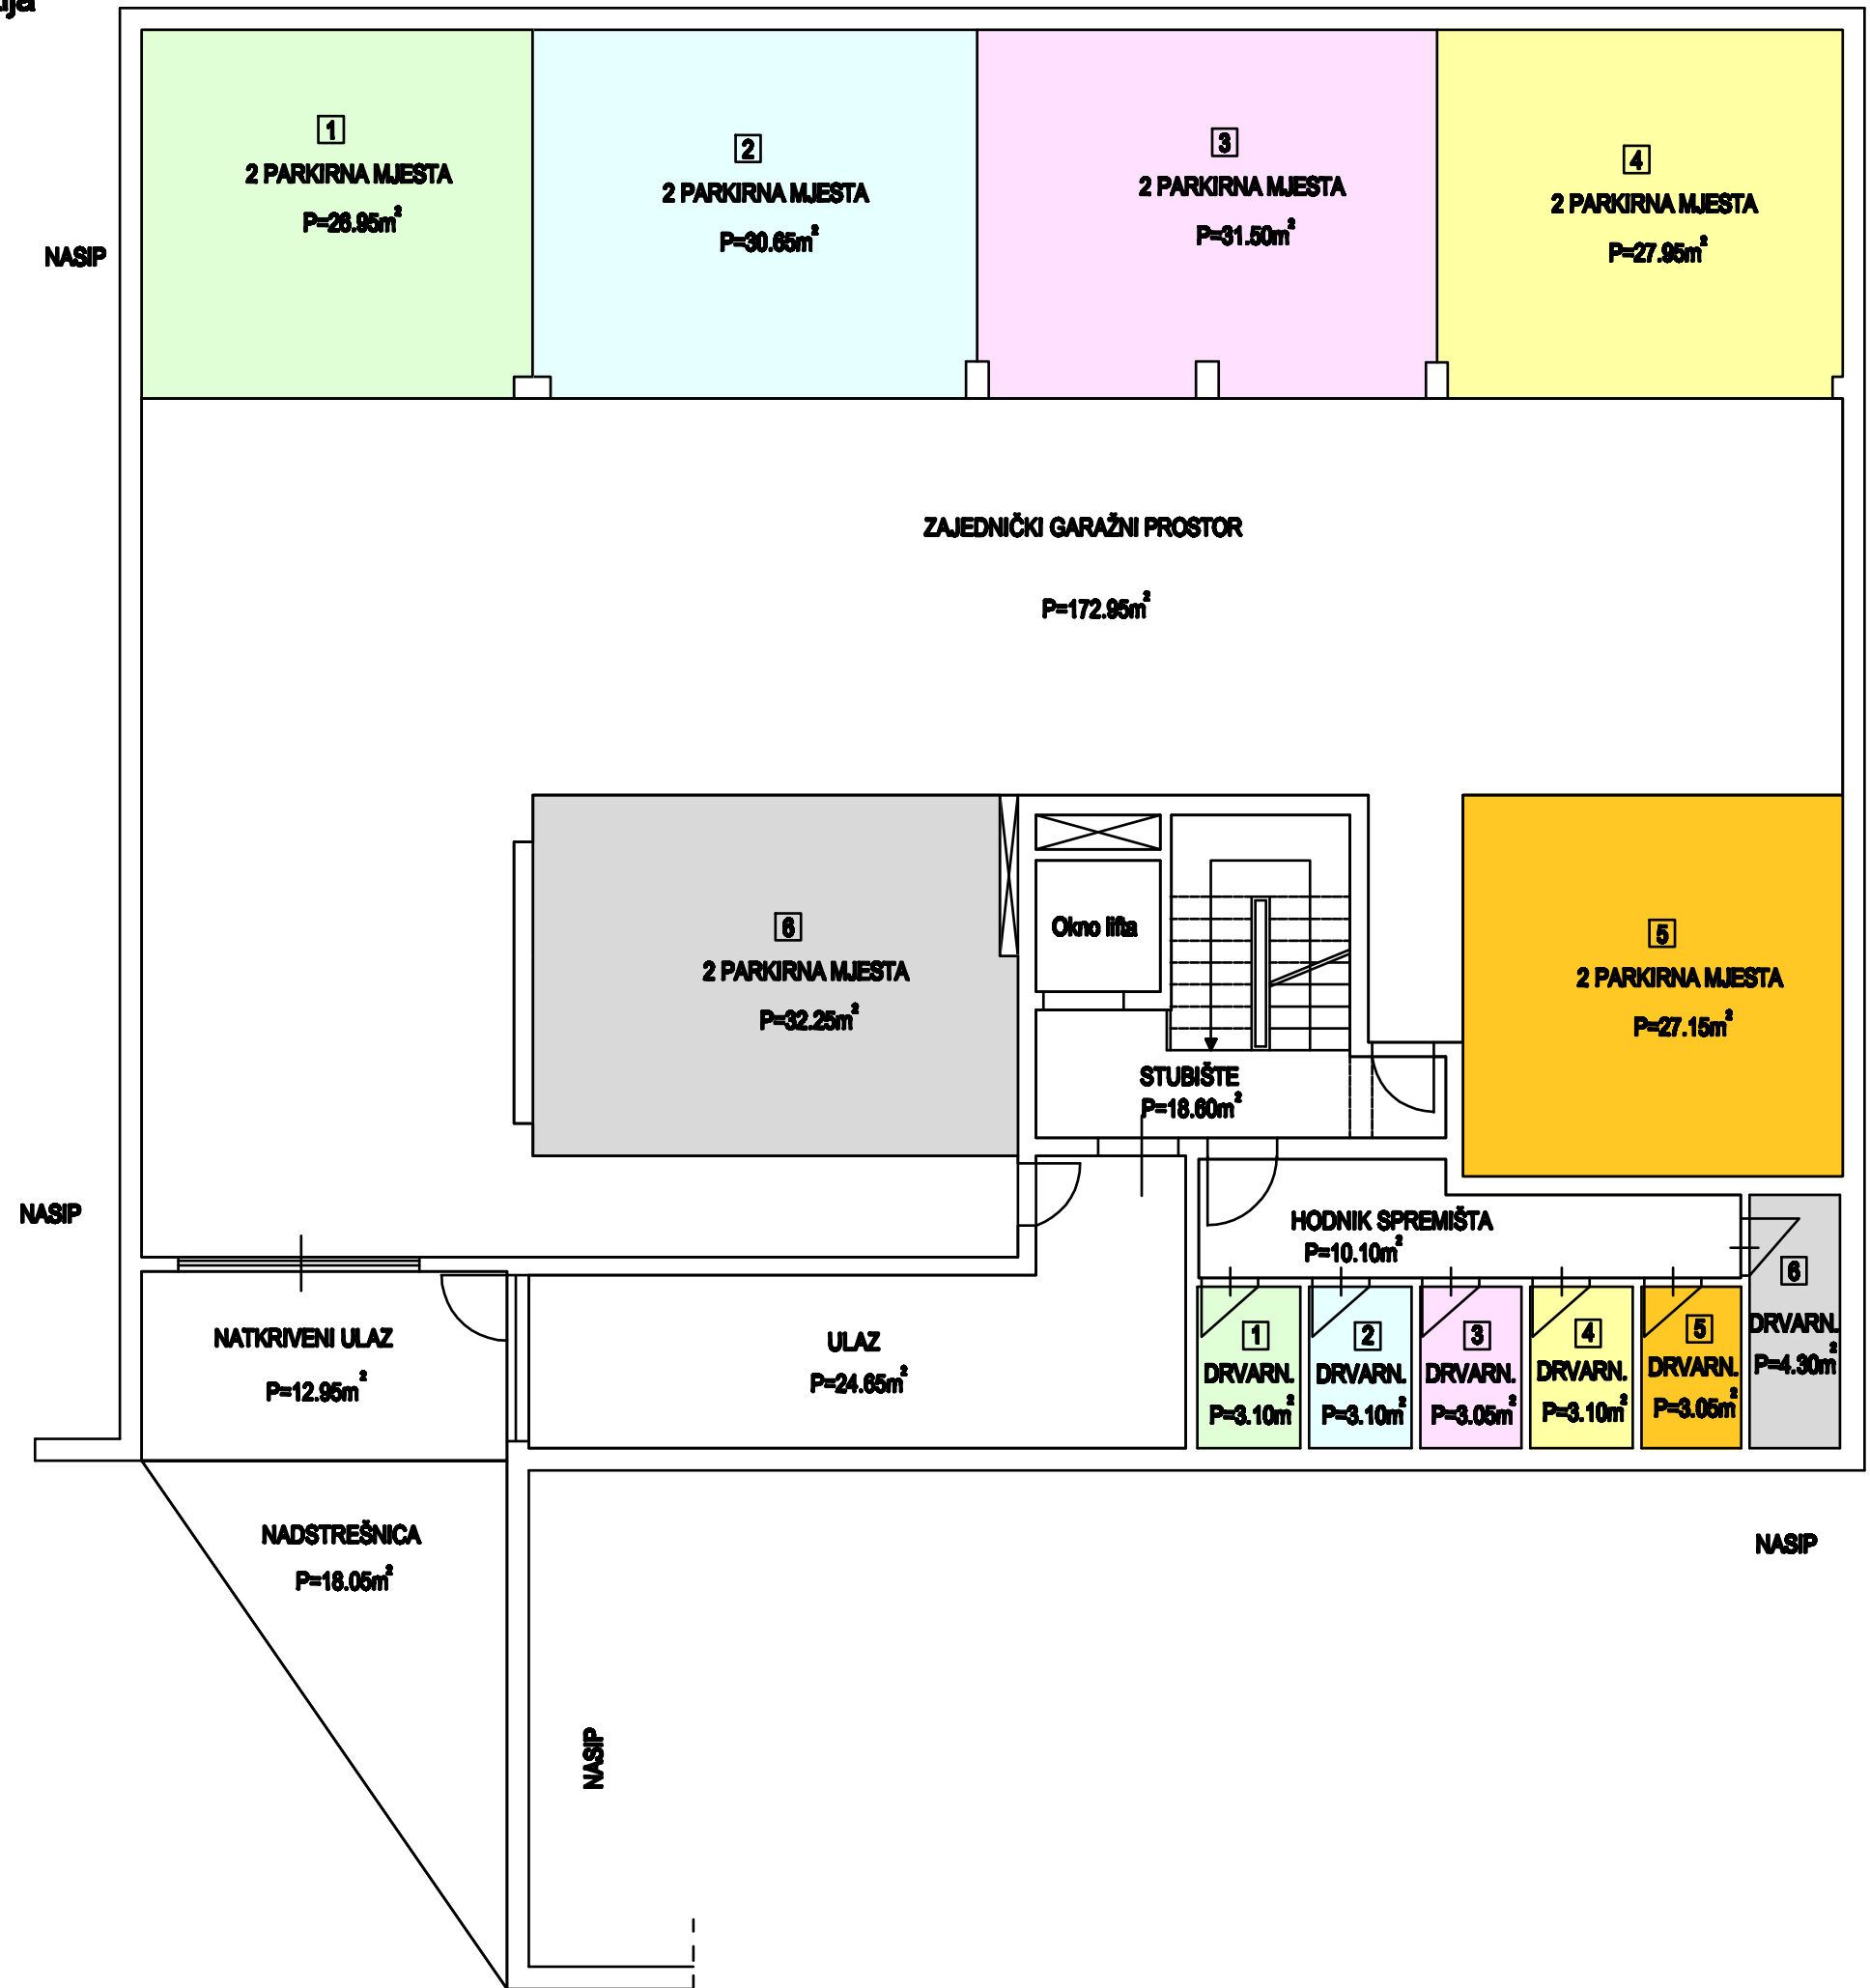 1
2 PARKIRNA MJESTA
P=26.95m²
2
2 PARKIRNA MJESTA
P=30.65m²
3
2 PARKIRNA MJESTA
P=31.50m²
4
2 PARKIRNA MJESTA
P=27.95m²
NASIP
ZAJEDNIČKI GARAŽNI PROSTOR
P=172.95m²
6
2 PARKIRNA MJESTA
P=32.25m²
Okno lifta
5
2 PARKIRNA MJESTA
P=27.15m²
STUBIŠTE
P=18.60m²
NASIP
HODNIK SPREMIŠTA
P=10.10m²
NATKRIVENI ULAZ
P=12.95m²
ULAZ
P=24.65m²
1
DRVARN.
P=3.10m²
2
DRVARN.
P=3.10m²
3
DRVARN.
P=3.05m²
4
DRVARN.
P=3.10m²
5
DRVARN.
P=3.05m²
6
DRVARN.
P=4.30m²
NADSTREŠNICA
P=18.05m²
NASIP
NASIP